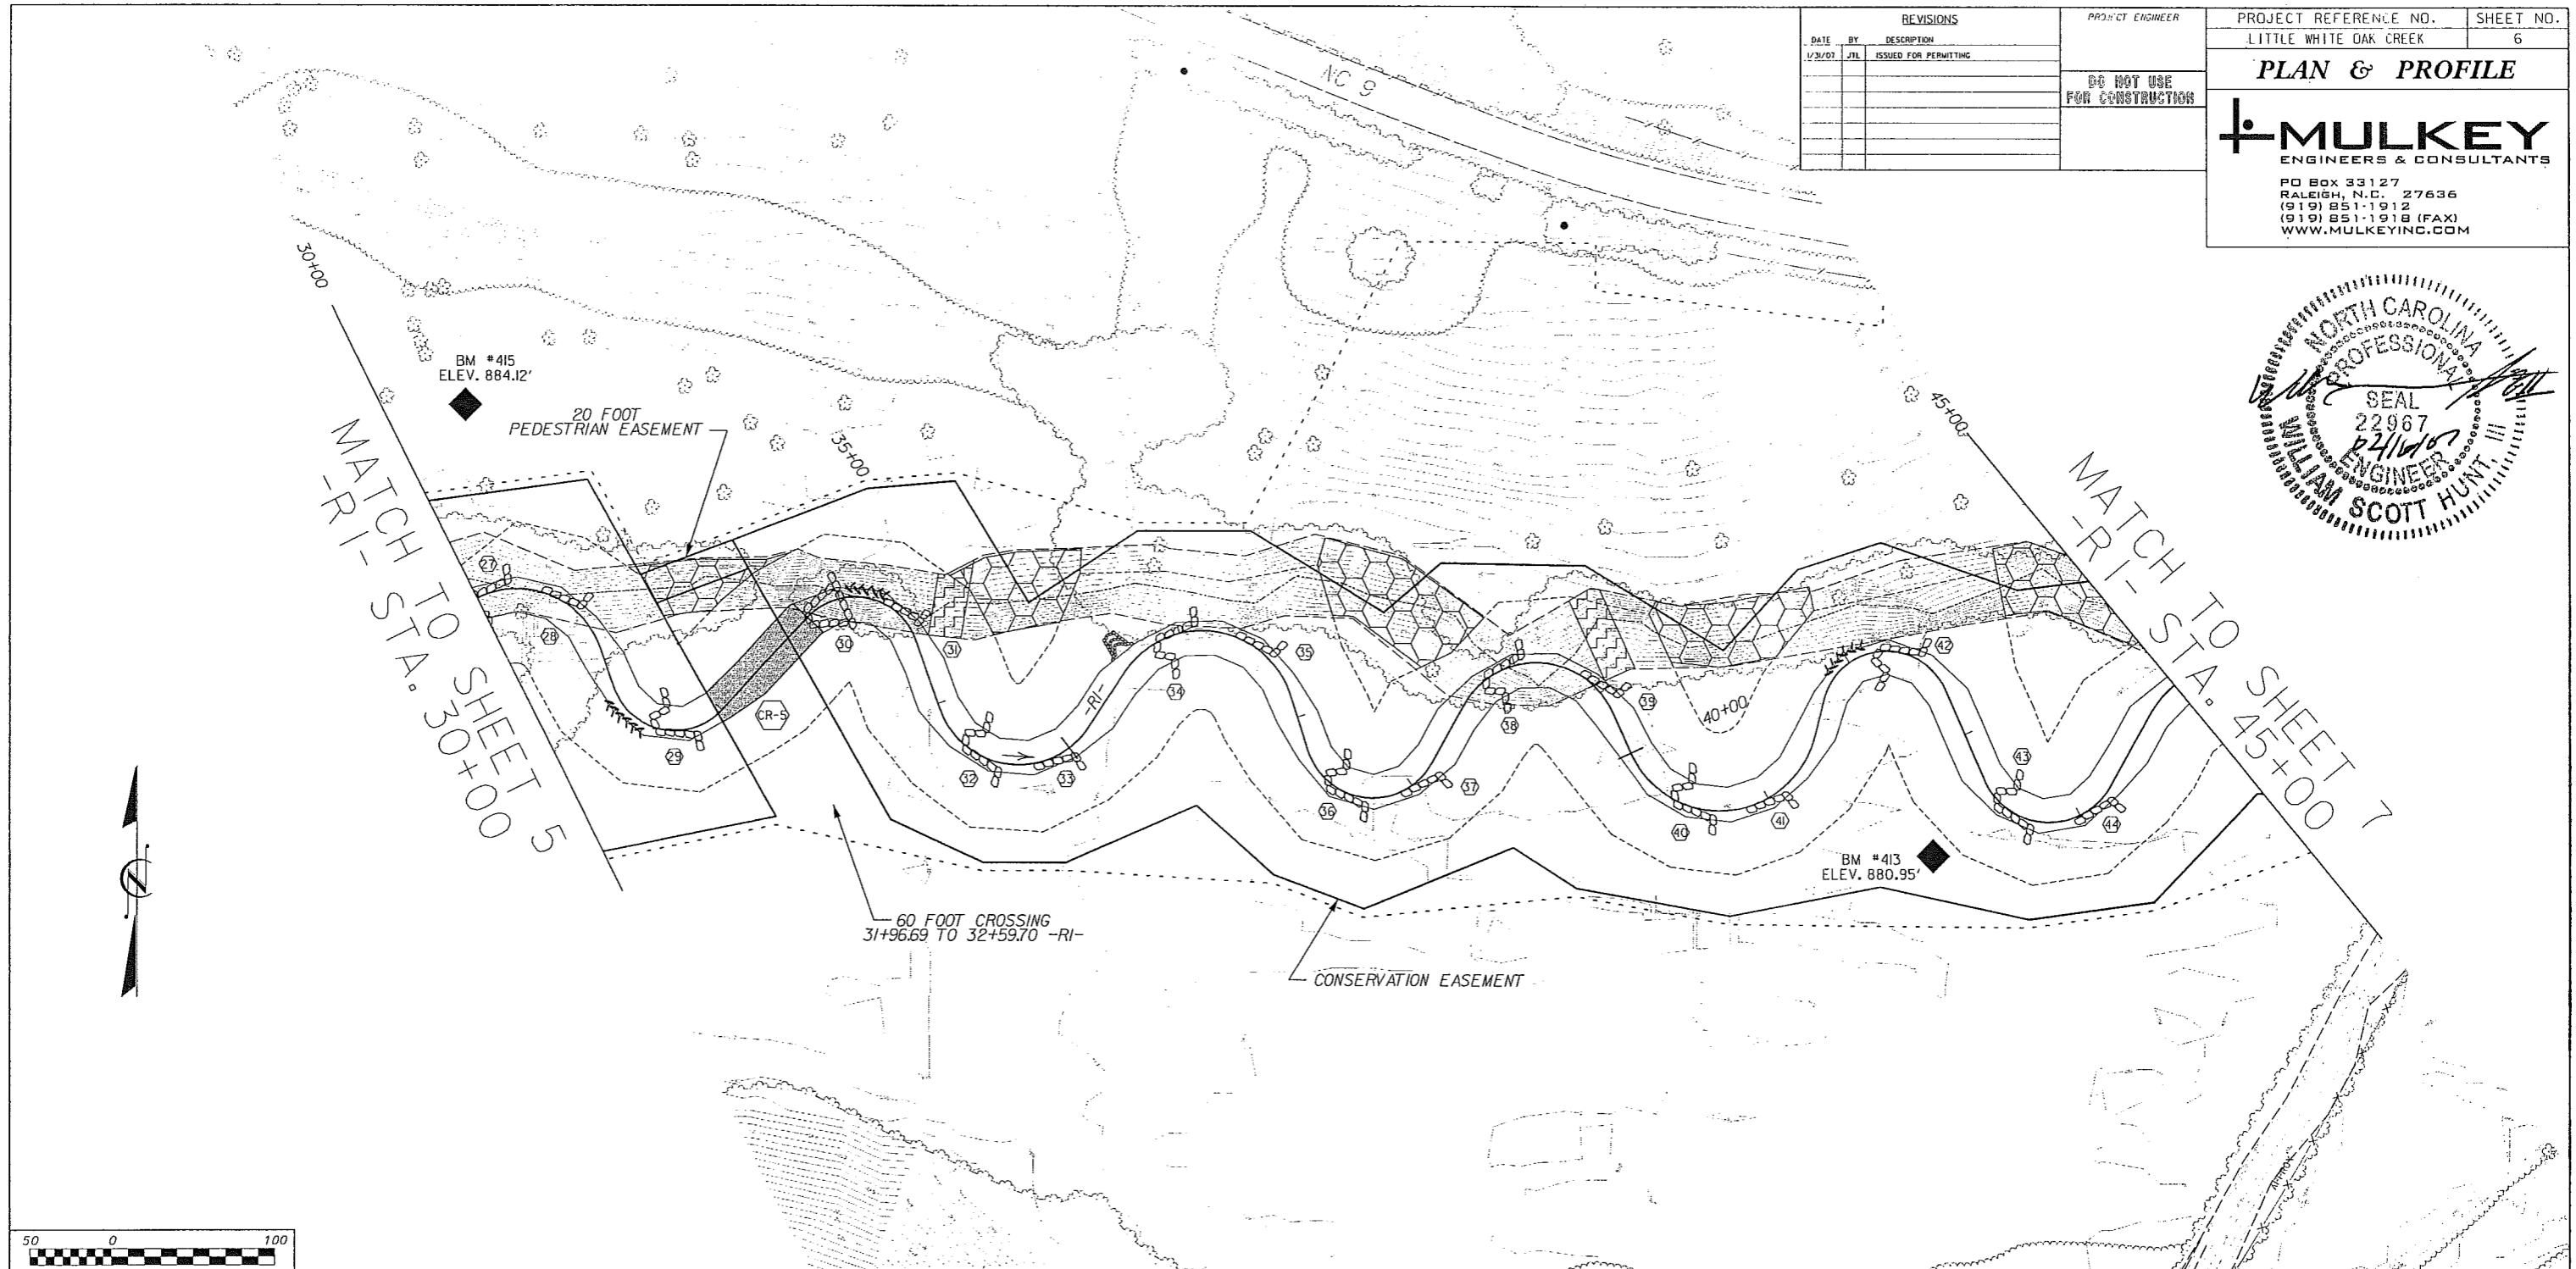 REVISIONS
DATE BY DESCRIPTION
1/31/07 JTL ISSUED FOR PERMITTING
PROJECT ENGINEER
DO NOT USE
FOR CONSTRUCTION
PROJECT REFERENCE NO. SHEET NO.
LITTLE WHITE OAK CREEK 6
PLAN & PROFILE
MULKEY
ENGINEERS & CONSULTANTS
PO BOX 33127
RALEIGH, N.C. 27636
(919) 851-1912
(919) 851-1918 (FAX)
WWW.MULKEYINC.COM
NORTH CAROLINA
PROFESSIONAL
SEAL
22967
ENGINEER
WILLIAM SCOTT HUNT, III
NC 9
30+00
BM #415
ELEV. 884.12'
20 FOOT
PEDESTRIAN EASEMENT
35+00
45+00
MATCH TO SHEET 5
-R1- STA. 30+00
MATCH TO SHEET 7
-R1- STA. 45+00
27
28
29
CR-5
30
31
32
33
-R1-
34
35
36
37
38
39
40+00
40
41
42
43
44
BM #413
ELEV. 880.95'
60 FOOT CROSSING
31+96.69 TO 32+59.70 -R1-
CONSERVATION EASEMENT
N
APPROX
50 0 100